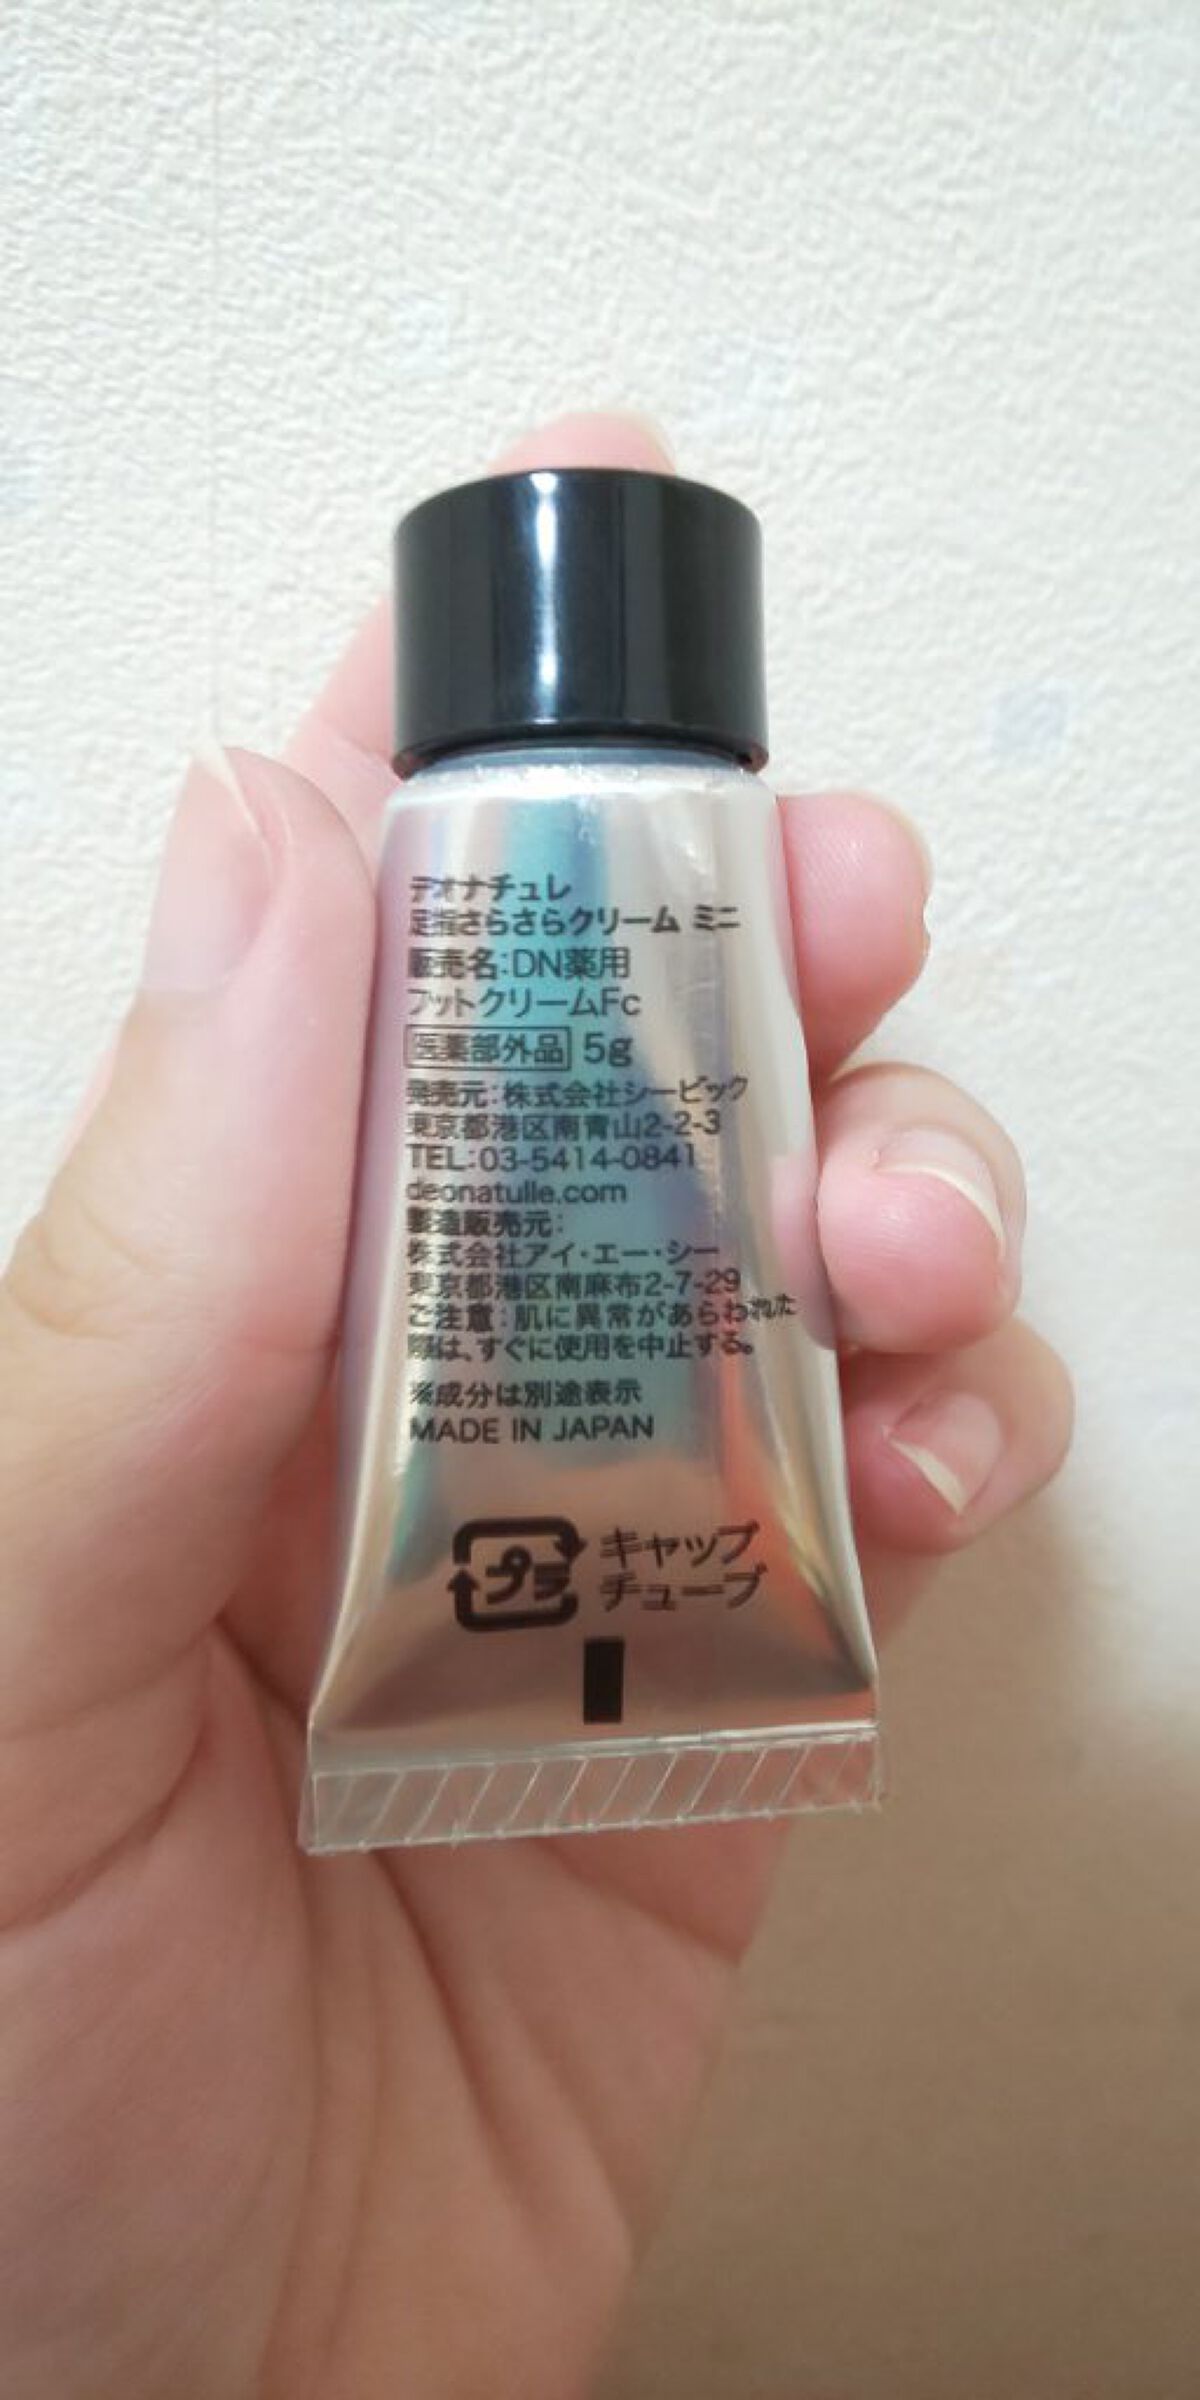 デオナチュレ
足指さらさらクリーム ミニ
販売名:DN薬用
フットクリームFc
医薬部外品 5g
発売元:株式会社シービック
東京都港区南青山2-2-3
TEL:03-5414-0841
deonatulle.com
製造販売元:
株式会社アイ・エー・シー
東京都港区南麻布2-7-29
ご注意:肌に異常があらわれた
際は、すぐに使用を中止する。
※成分は別途表示
MADE IN JAPAN
プラ キャップ
チューブ